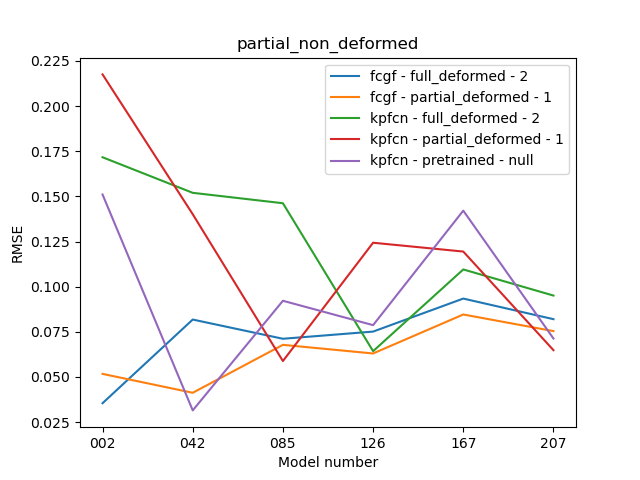 partial_non_deformed
0.225
0.200
0.175
0.150
0.125
0.100
0.075
0.050
0.025
RMSE
fcgf - full_deformed - 2
fcgf - partial_deformed - 1
kpfcn - full_deformed - 2
kpfcn - partial_deformed - 1
kpfcn - pretrained - null
002 042 085 126 167 207
Model number